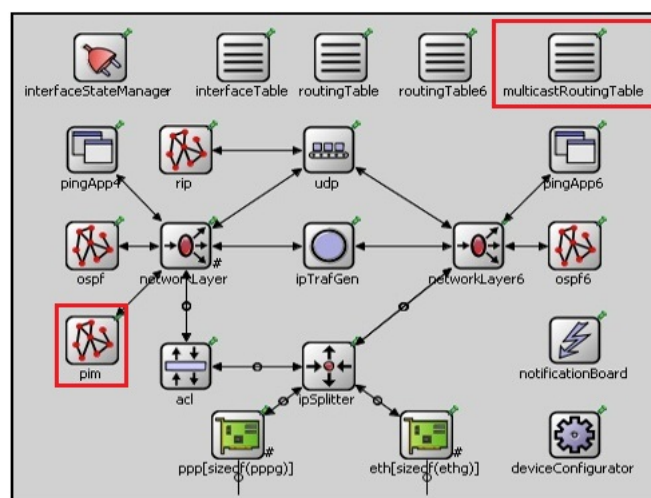 interfaceStateManager
interfaceTable
routingTable
routingTable6
multicastRoutingTable
pingApp4
rip
udp
pingApp6
ospf
networkLayer
#
ipTrafGen
networkLayer6
ospf6
pim
acl
ipSplitter
notificationBoard
ppp[sizeof(pppg)]
#
eth[sizeof(ethg)]
#
deviceConfigurator